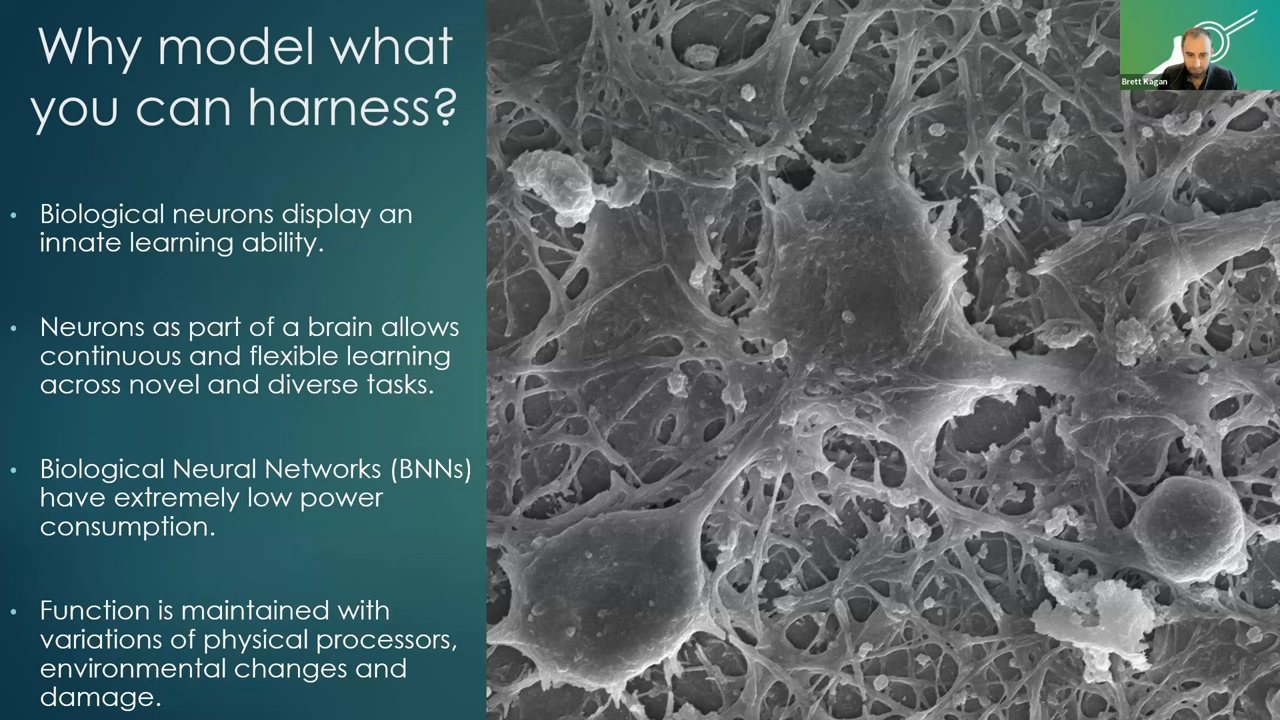 Why model what
you can harness?
• Biological neurons display an
innate learning ability.
• Neurons as part of a brain allows
continuous and flexible learning
across novel and diverse tasks.
• Biological Neural Networks (BNNs)
have extremely low power
consumption.
• Function is maintained with
variations of physical processors,
environmental changes and
damage.
Brett Kagan